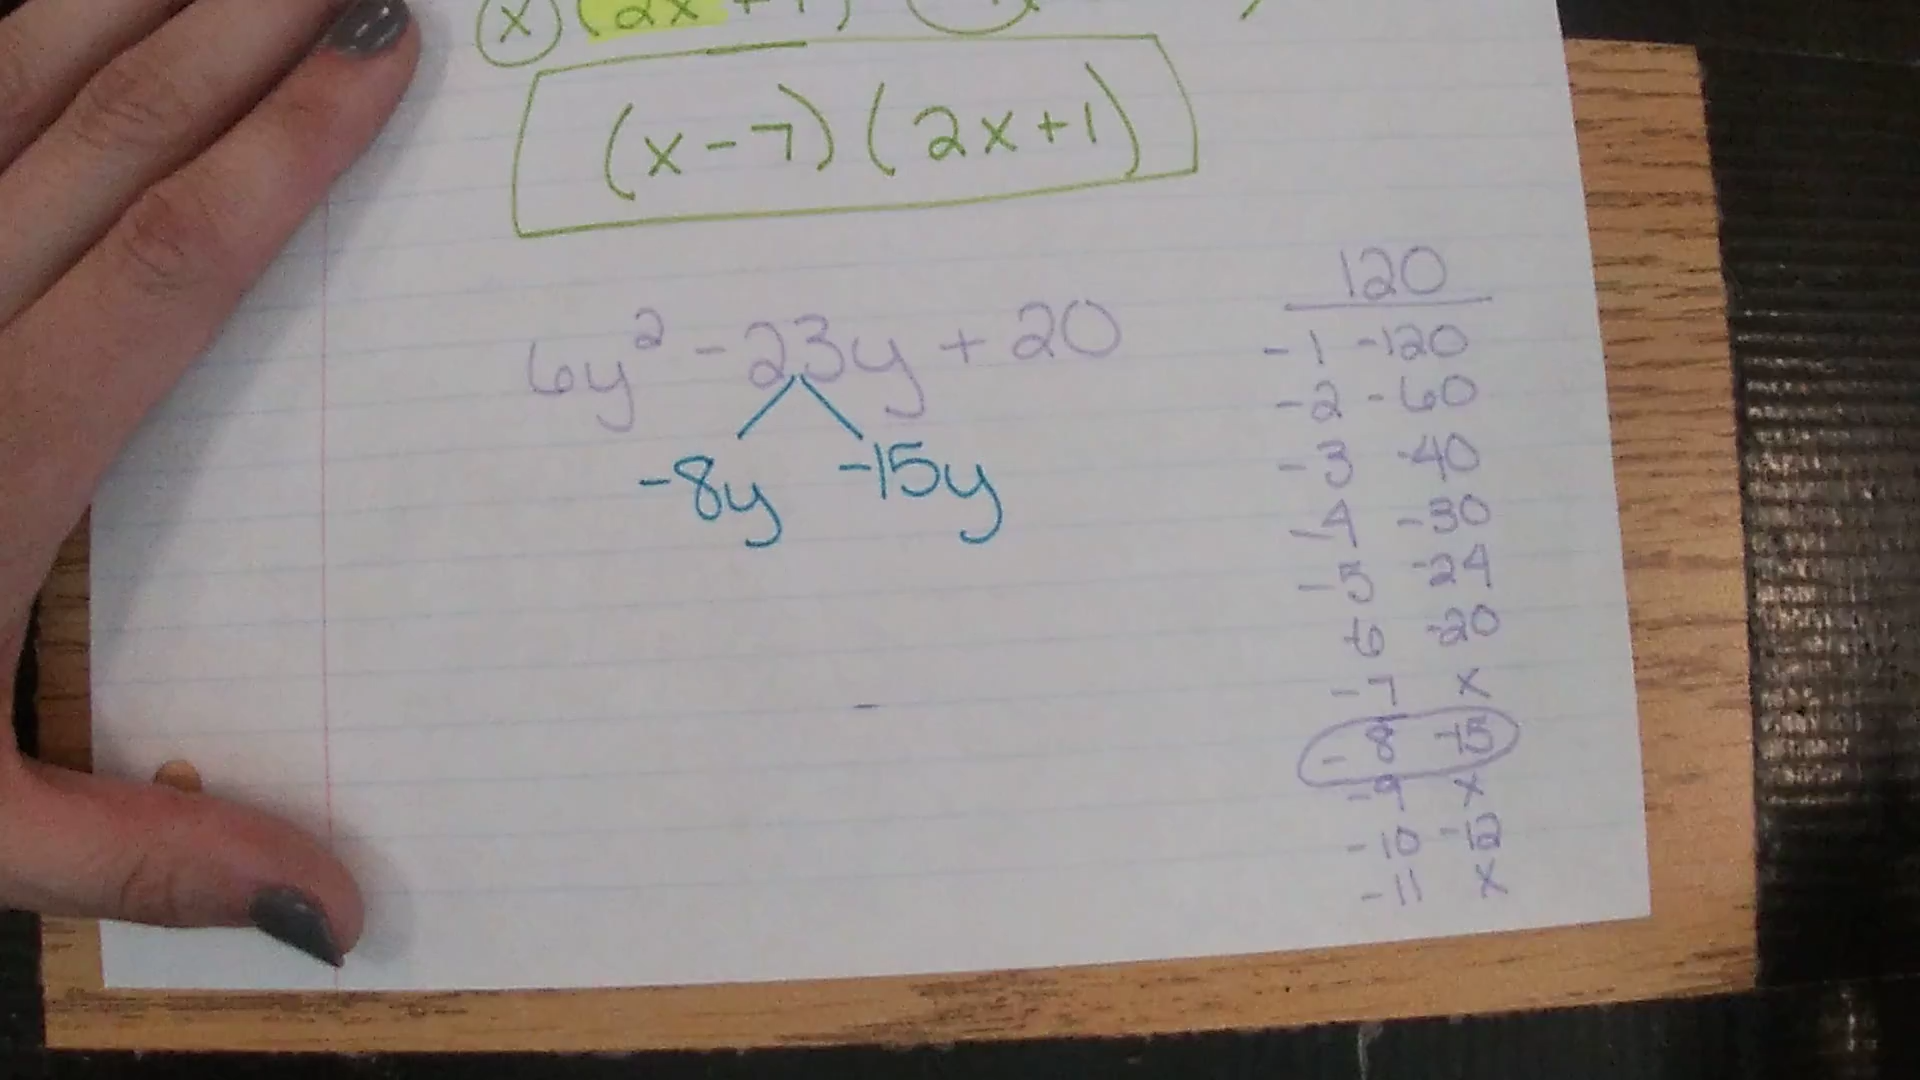 (x-7)(2x+1)
6y² - 23y + 20
-8y -15y
120
-1 -120
-2 -60
-3 -40
-4 -30
-5 -24
-6 -20
-7 x
-8 -15
-9 x
-10 -12
-11 x